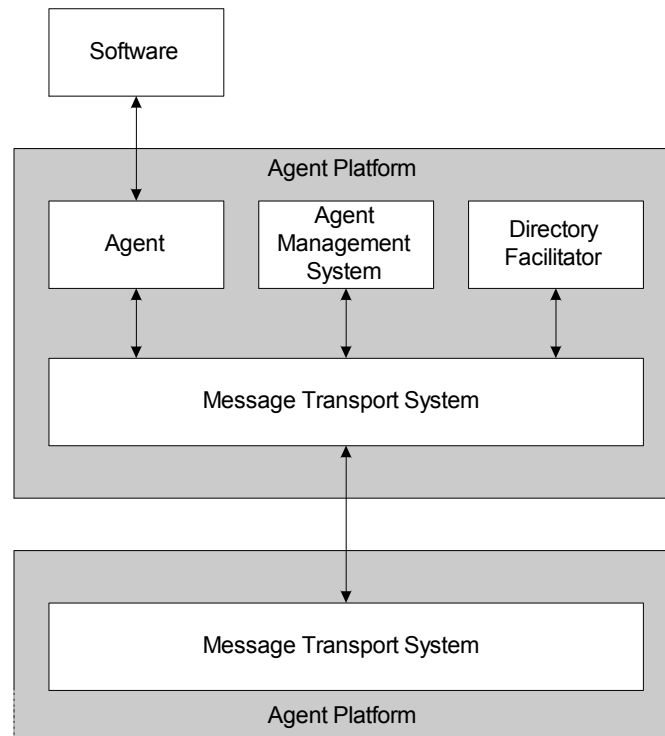 Software
Agent Platform
Agent
Agent
Management
System
Directory
Facilitator
Message Transport System
Message Transport System
Agent Platform